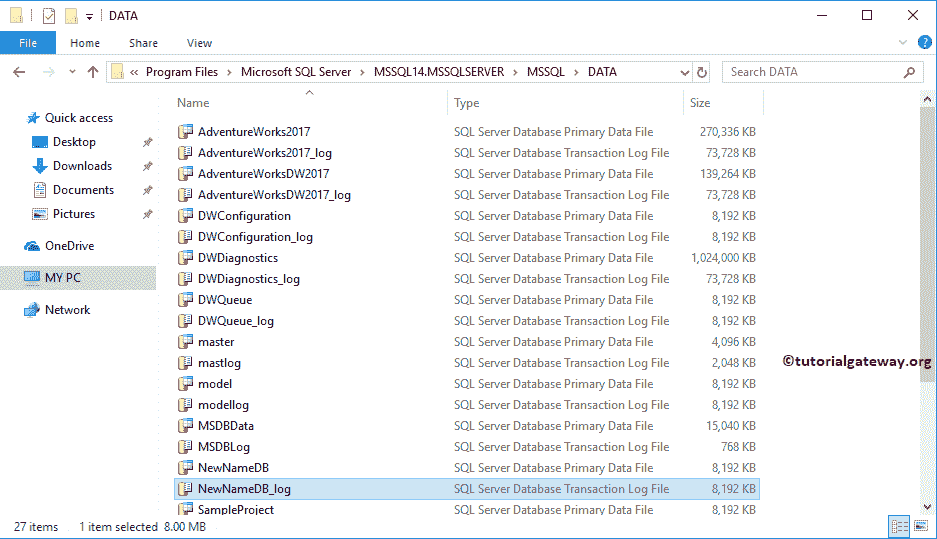 DATA
File Home Share View
« Program Files > Microsoft SQL Server > MSSQL14.MSSQLSERVER > MSSQL > DATA Search DATA
Name Type Size
Quick access
Desktop
Downloads
Documents
Pictures
OneDrive
MY PC
Network
AdventureWorks2017 SQL Server Database Primary Data File 270,336 KB
AdventureWorks2017_log SQL Server Database Transaction Log File 73,728 KB
AdventureWorksDW2017 SQL Server Database Primary Data File 139,264 KB
AdventureWorksDW2017_log SQL Server Database Transaction Log File 73,728 KB
DWConfiguration SQL Server Database Primary Data File 8,192 KB
DWConfiguration_log SQL Server Database Transaction Log File 8,192 KB
DWDiagnostics SQL Server Database Primary Data File 1,024,000 KB
DWDiagnostics_log SQL Server Database Transaction Log File 73,728 KB
DWQueue SQL Server Database Primary Data File 8,192 KB
DWQueue_log SQL Server Database Transaction Log File 8,192 KB
master SQL Server Database Primary Data File 4,096 KB
mastlog SQL Server Database Transaction Log File 2,048 KB
model SQL Server Database Primary Data File 8,192 KB
modellog SQL Server Database Transaction Log File 8,192 KB
MSDBData SQL Server Database Primary Data File 15,040 KB
MSDBLog SQL Server Database Transaction Log File 768 KB
NewNameDB SQL Server Database Primary Data File 8,192 KB
NewNameDB_log SQL Server Database Transaction Log File 8,192 KB
SampleProject SQL Server Database Primary Data File 8,192 KB
©tutorialgateway.org
27 items 1 item selected 8.00 MB